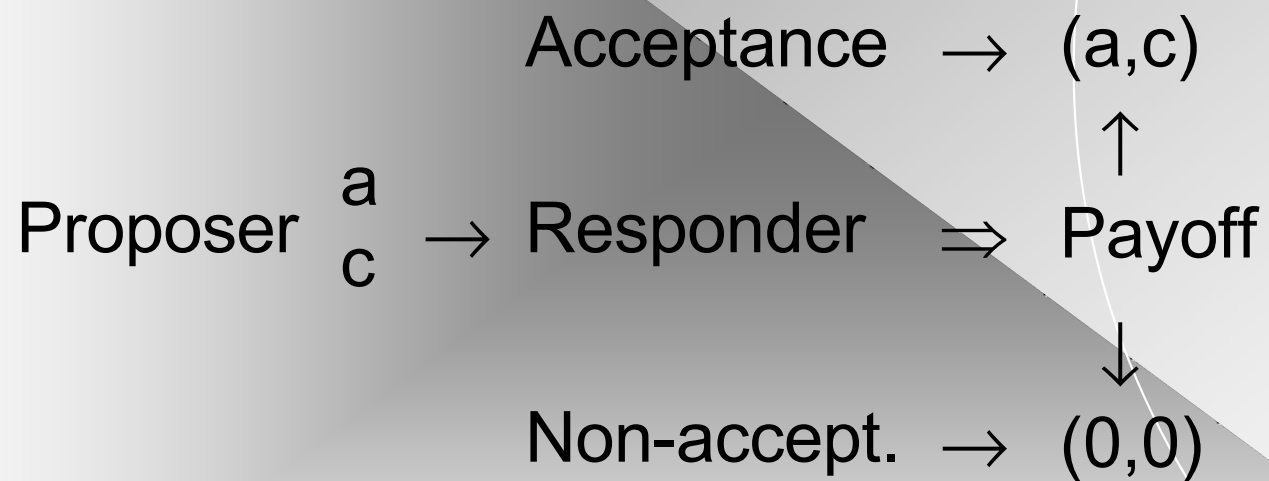 Acceptance → (a,c)
↑
a
Proposer → Responder ⇒ Payoff
c
↓
Non-accept. → (0,0)